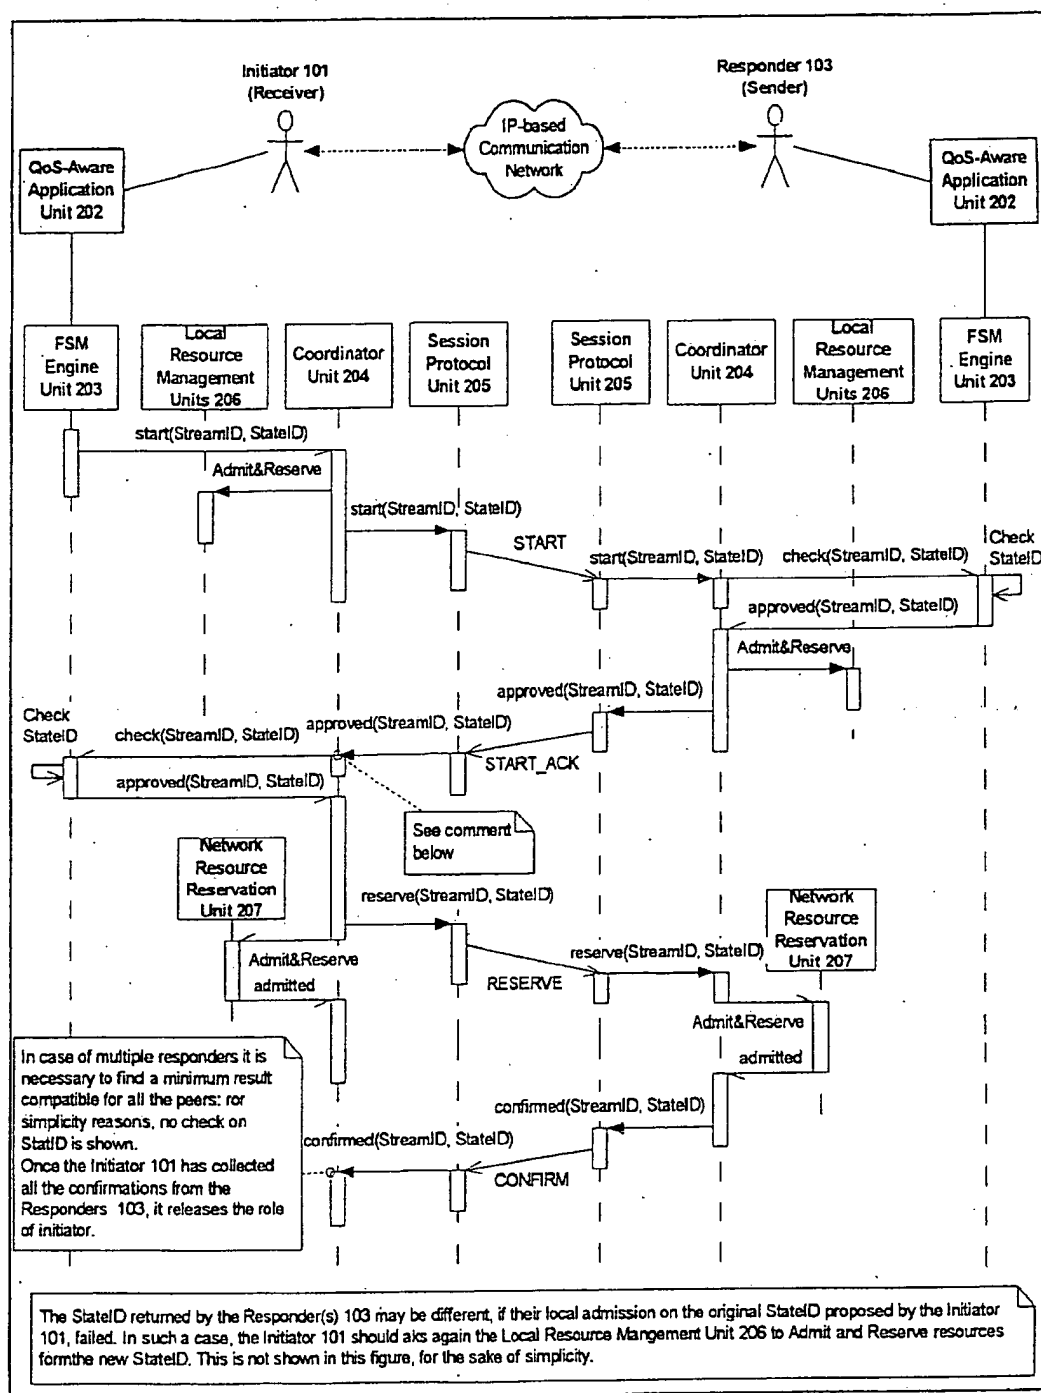 Initiator 101
(Receiver)
Responder 103
(Sender)
IP-based
Communication
Network
QoS-Aware
Application
Unit 202
QoS-Aware
Application
Unit 202
FSM
Engine
Unit 203
Local
Resource
Management
Units 206
Coordinator
Unit 204
Session
Protocol
Unit 205
Session
Protocol
Unit 205
Coordinator
Unit 204
Local
Resource
Management
Units 206
FSM
Engine
Unit 203
start(StreamID, StateID)
Admit&Reserve
start(StreamID, StateID)
START
start(StreamID, StateID)
check(StreamID, StateID)
Check
StateID
approved(StreamID, StateID)
Admit&Reserve
approved(StreamID, StateID)
START_ACK
approved(StreamID, StateID)
check(StreamID, StateID)
Check
StateID
approved(StreamID, StateID)
See comment
below
Network
Resource
Reservation
Unit 207
reserve(StreamID, StateID)
Admit&Reserve
admitted
RESERVE
reserve(StreamID, StateID)
Network
Resource
Reservation
Unit 207
Admit&Reserve
admitted
confirmed(StreamID, StateID)
CONFIRM
confirmed(StreamID, StateID)
In case of multiple responders it is
necessary to find a minimum result
compatible for all the peers: ror
simplicity reasons, no check on
StatID is shown.
Once the Initiator 101 has collected
all the confirmations from the
Responders 103, it releases the role
of initiator.
The StateID returned by the Responder(s) 103 may be different, if their local admission on the original StateID proposed by the Initiator
101, failed. In such a case, the Initiator 101 should aks again the Local Resource Mangement Unit 206 to Admit and Reserve resources
formthe new StateID. This is not shown in this figure, for the sake of simplicity.